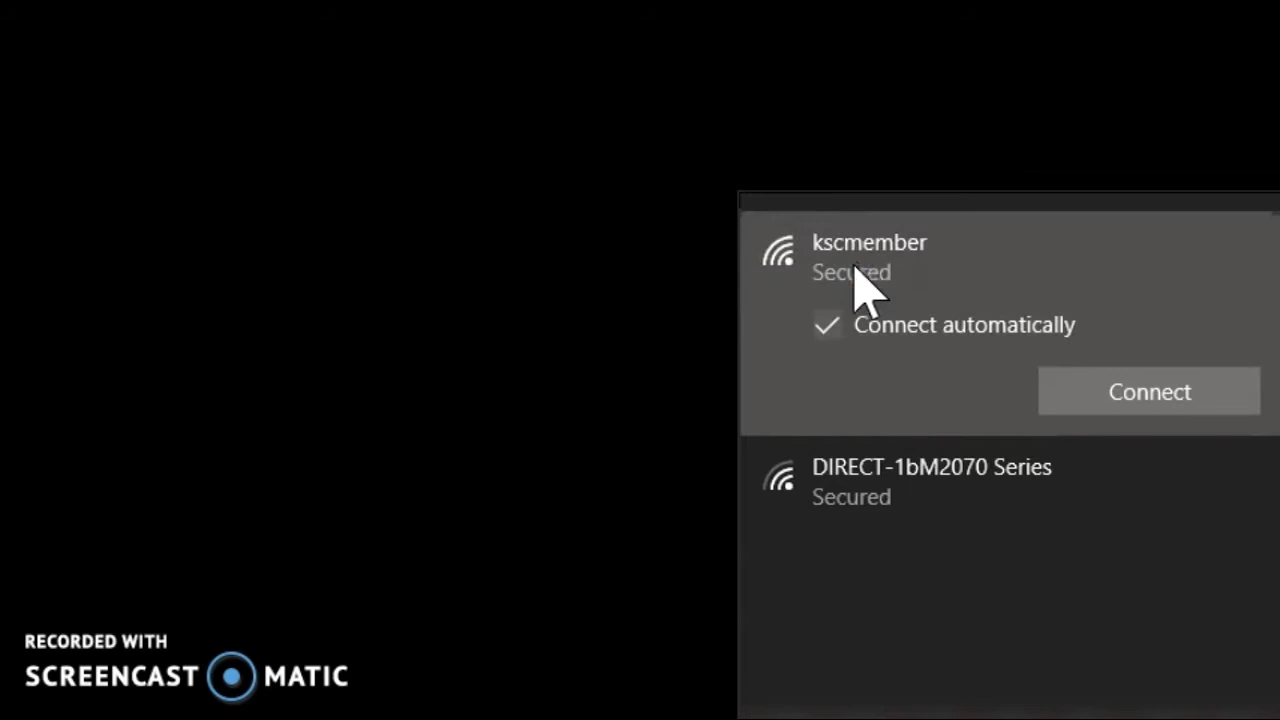 kscmember
Secured
Connect automatically
Connect
DIRECT-1bM2070 Series
Secured
RECORDED WITH
SCREENCAST MATIC